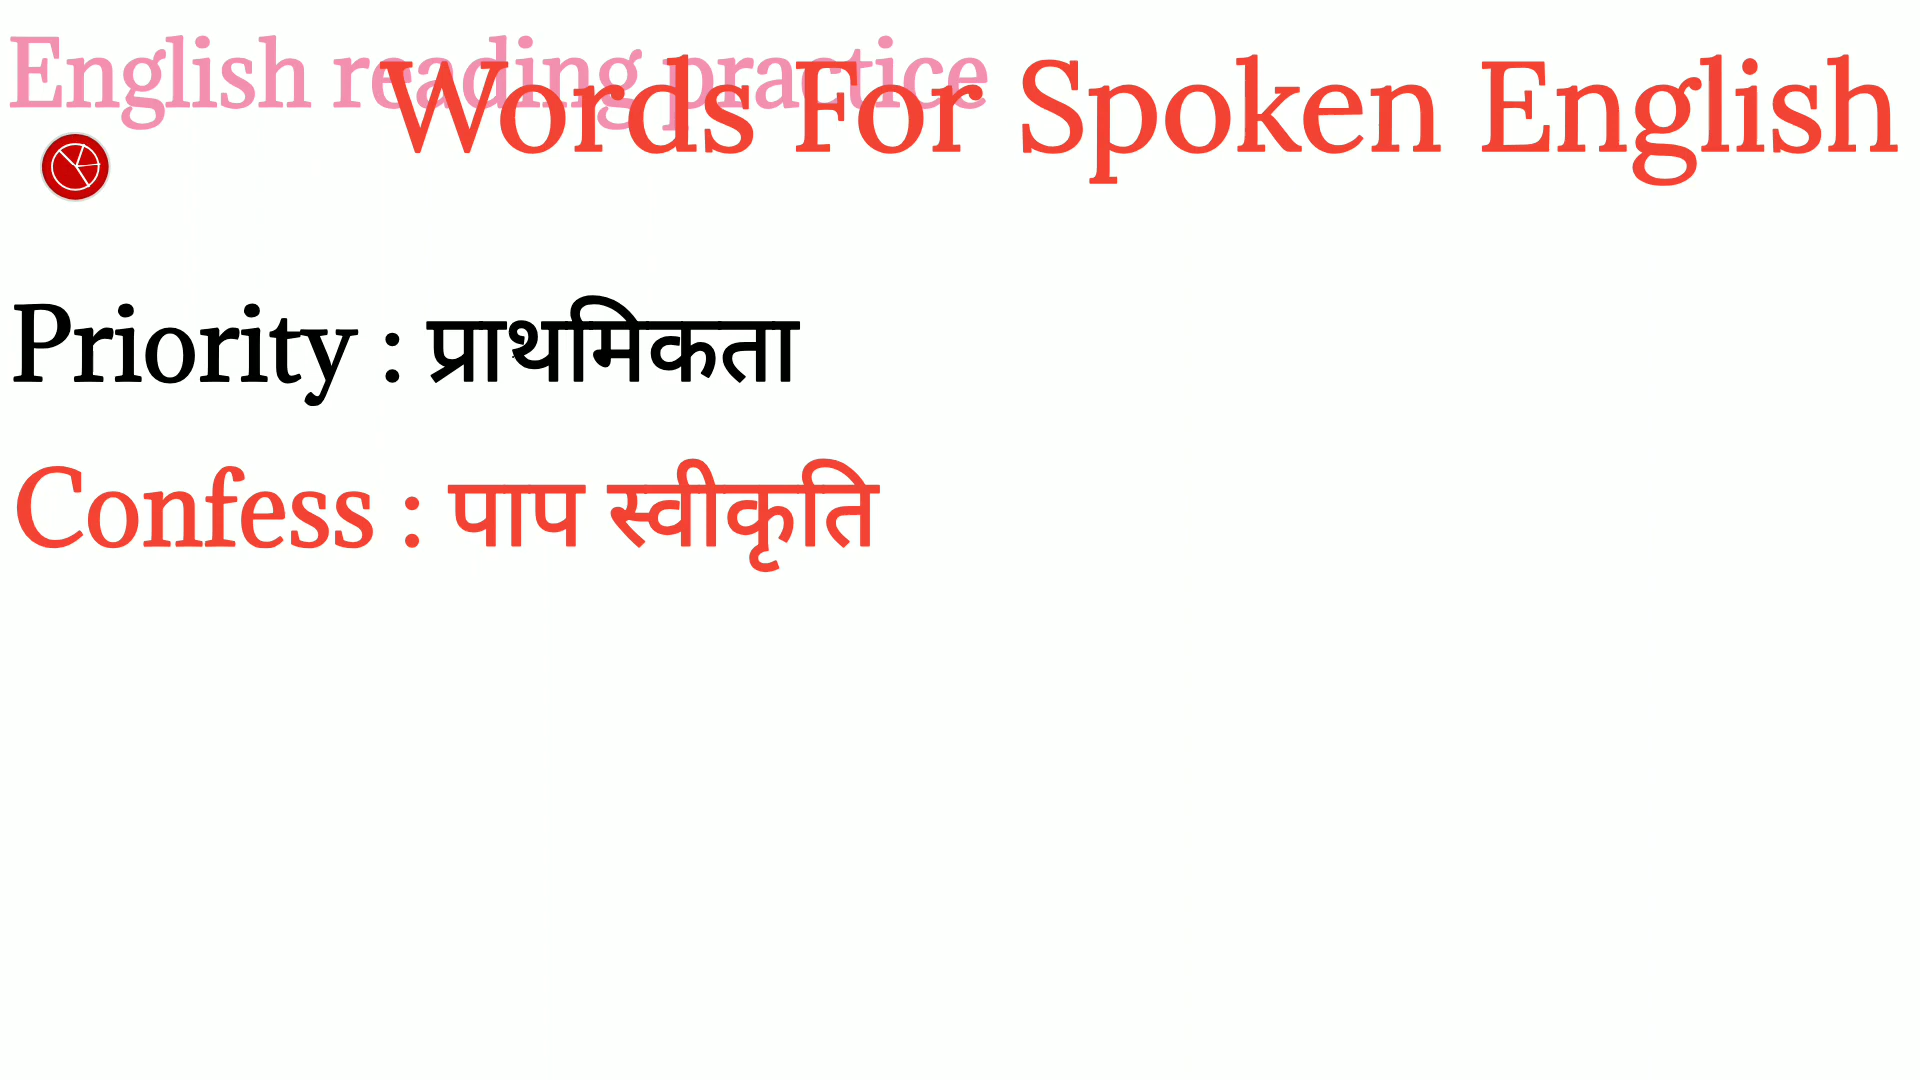 English reading practice
Words For Spoken English
Priority : प्राथमिकता
Confess : पाप स्वीकृति